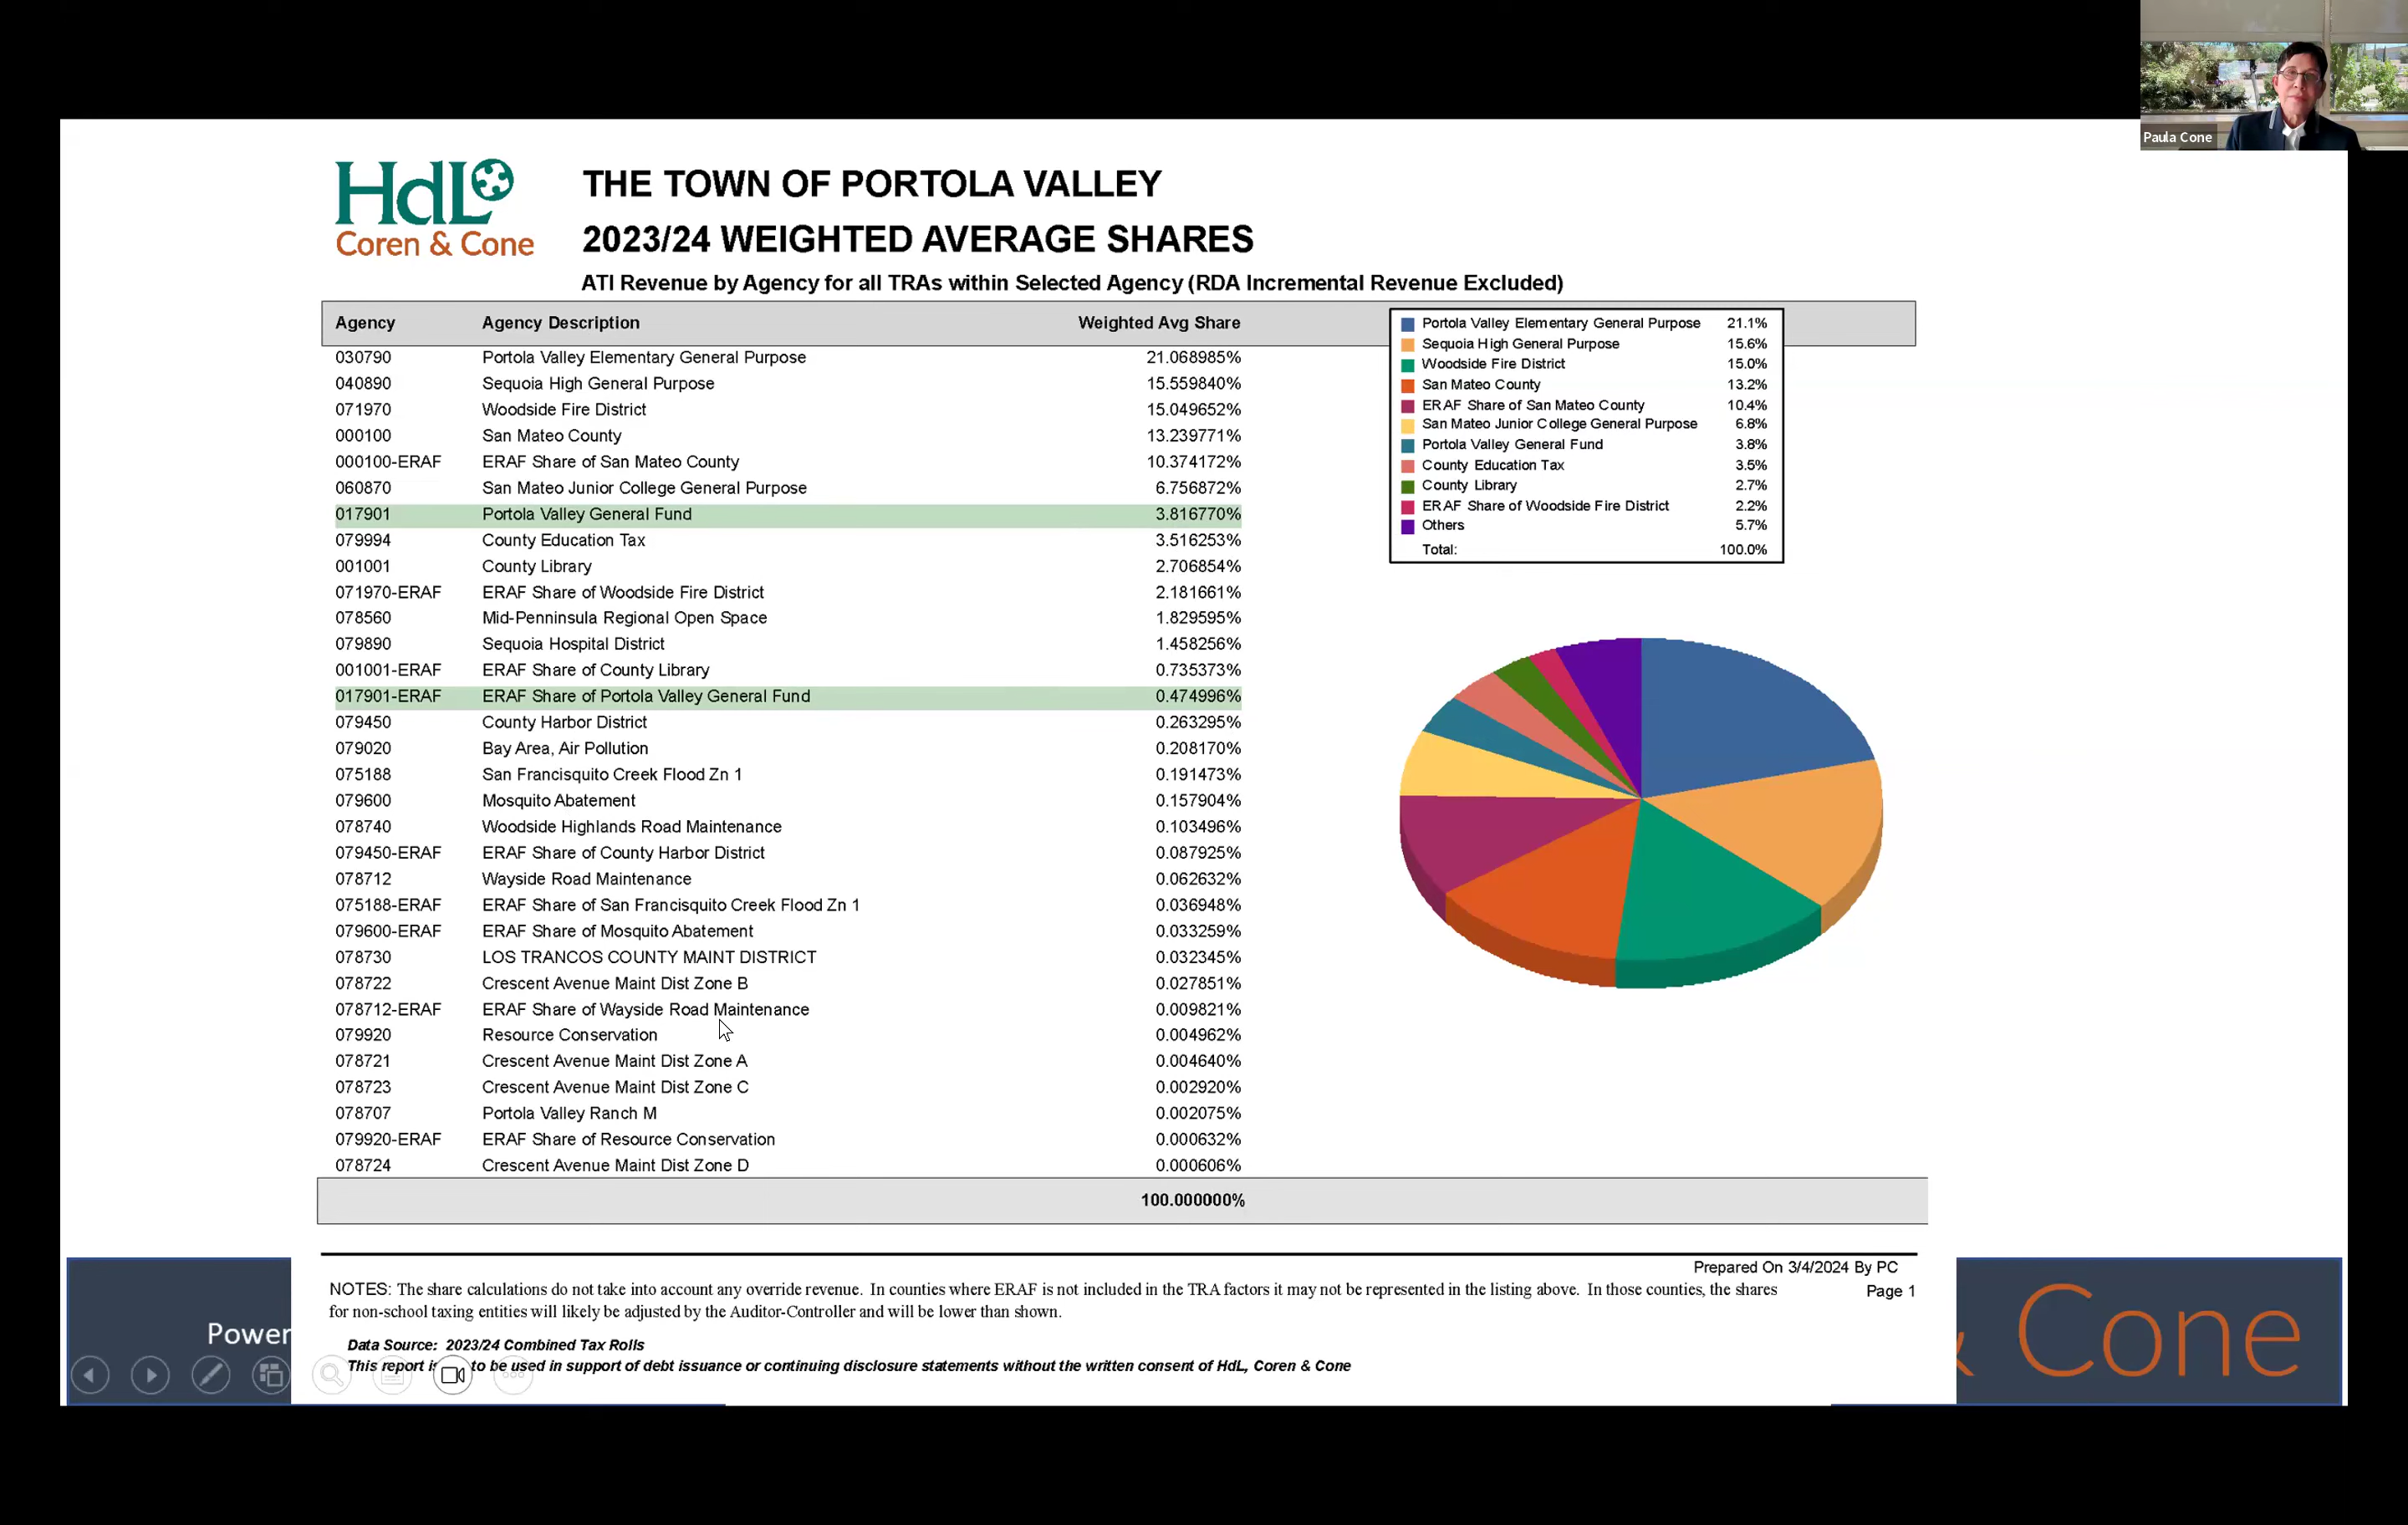 Paula Cone
HdL
Coren & Cone
THE TOWN OF PORTOLA VALLEY
2023/24 WEIGHTED AVERAGE SHARES
ATI Revenue by Agency for all TRAs within Selected Agency (RDA Incremental Revenue Excluded)
Agency Agency Description Weighted Avg Share
030790 Portola Valley Elementary General Purpose 21.068985%
040890 Sequoia High General Purpose 15.559840%
071970 Woodside Fire District 15.049652%
000100 San Mateo County 13.239771%
000100-ERAF ERAF Share of San Mateo County 10.374172%
060870 San Mateo Junior College General Purpose 6.756872%
017901 Portola Valley General Fund 3.816770%
079994 County Education Tax 3.516253%
001001 County Library 2.706854%
071970-ERAF ERAF Share of Woodside Fire District 2.181661%
078560 Mid-Penninsula Regional Open Space 1.829595%
079890 Sequoia Hospital District 1.458256%
001001-ERAF ERAF Share of County Library 0.735373%
017901-ERAF ERAF Share of Portola Valley General Fund 0.474996%
079450 County Harbor District 0.263295%
079020 Bay Area, Air Pollution 0.208170%
075188 San Francisquito Creek Flood Zn 1 0.191473%
079600 Mosquito Abatement 0.157904%
078740 Woodside Highlands Road Maintenance 0.103496%
079450-ERAF ERAF Share of County Harbor District 0.087925%
078712 Wayside Road Maintenance 0.062632%
075188-ERAF ERAF Share of San Francisquito Creek Flood Zn 1 0.036948%
079600-ERAF ERAF Share of Mosquito Abatement 0.033259%
078730 LOS TRANCOS COUNTY MAINT DISTRICT 0.032345%
078722 Crescent Avenue Maint Dist Zone B 0.027851%
078712-ERAF ERAF Share of Wayside Road Maintenance 0.009821%
079920 Resource Conservation 0.004962%
078721 Crescent Avenue Maint Dist Zone A 0.004640%
078723 Crescent Avenue Maint Dist Zone C 0.002920%
078707 Portola Valley Ranch M 0.002075%
079920-ERAF ERAF Share of Resource Conservation 0.000632%
078724 Crescent Avenue Maint Dist Zone D 0.000606%
100.000000%
Portola Valley Elementary General Purpose 21.1%
Sequoia High General Purpose 15.6%
Woodside Fire District 15.0%
San Mateo County 13.2%
ERAF Share of San Mateo County 10.4%
San Mateo Junior College General Purpose 6.8%
Portola Valley General Fund 3.8%
County Education Tax 3.5%
County Library 2.7%
ERAF Share of Woodside Fire District 2.2%
Others 5.7%
Total: 100.0%
Prepared On 3/4/2024 By PC
NOTES: The share calculations do not take into account any override revenue. In counties where ERAF is not included in the TRA factors it may not be represented in the listing above. In those counties, the shares
Page 1
for non-school taxing entities will likely be adjusted by the Auditor-Controller and will be lower than shown.
Data Source: 2023/24 Combined Tax Rolls
This report is to be used in support of debt issuance or continuing disclosure statements without the written consent of HdL, Coren & Cone
Power
Cone